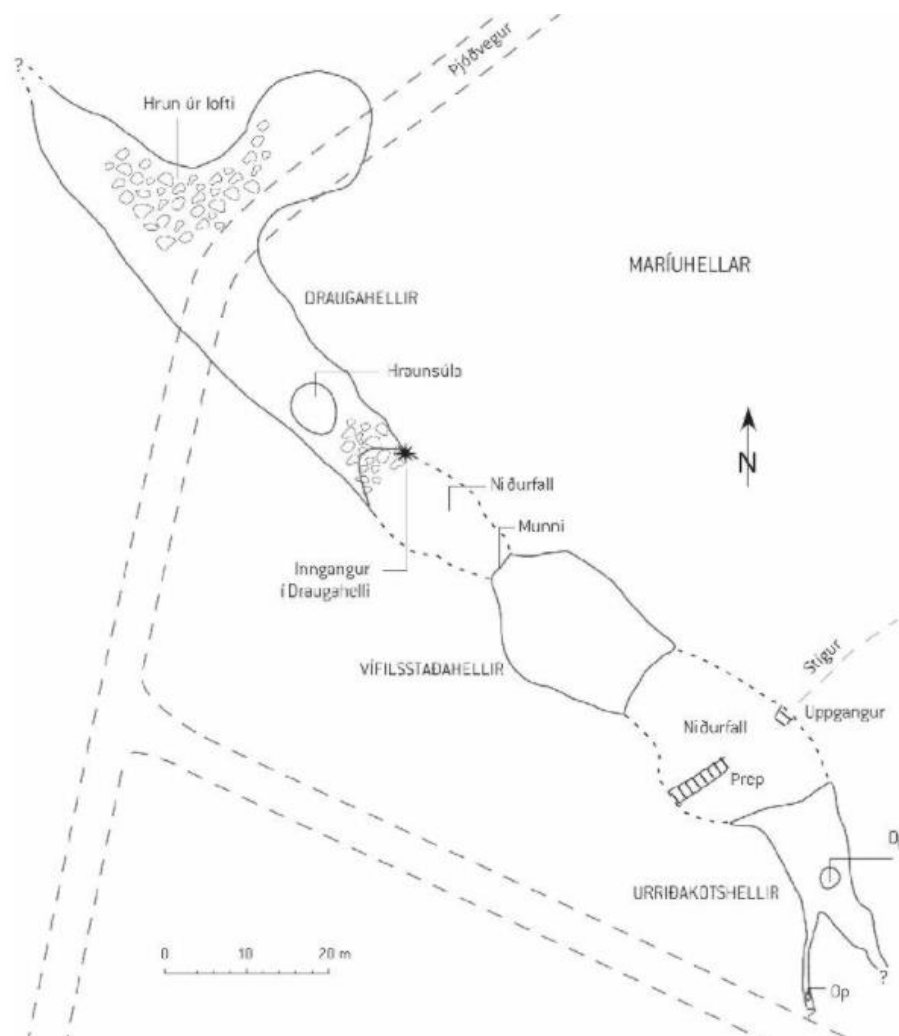 Þjóðvegur
?
Hrun úr lofti
MARÍUHELLAR
DRAUGAHELLIR
Hraunsúla
N
Niðurfall
Munni
Inngangur
í Draugahelli
Stigur
VÍFILSSTAÐAHELLIR
Uppgangur
Niðurfall
Þrep
URRIÐAKOTSHELLIR
0 10 20 m
?
Op
?